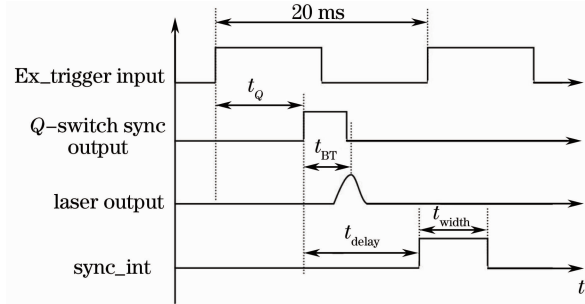 20 ms
Ex_trigger input
t_Q
Q-switch sync
output
t_BT
laser output
t_width
t_delay
sync_int
t